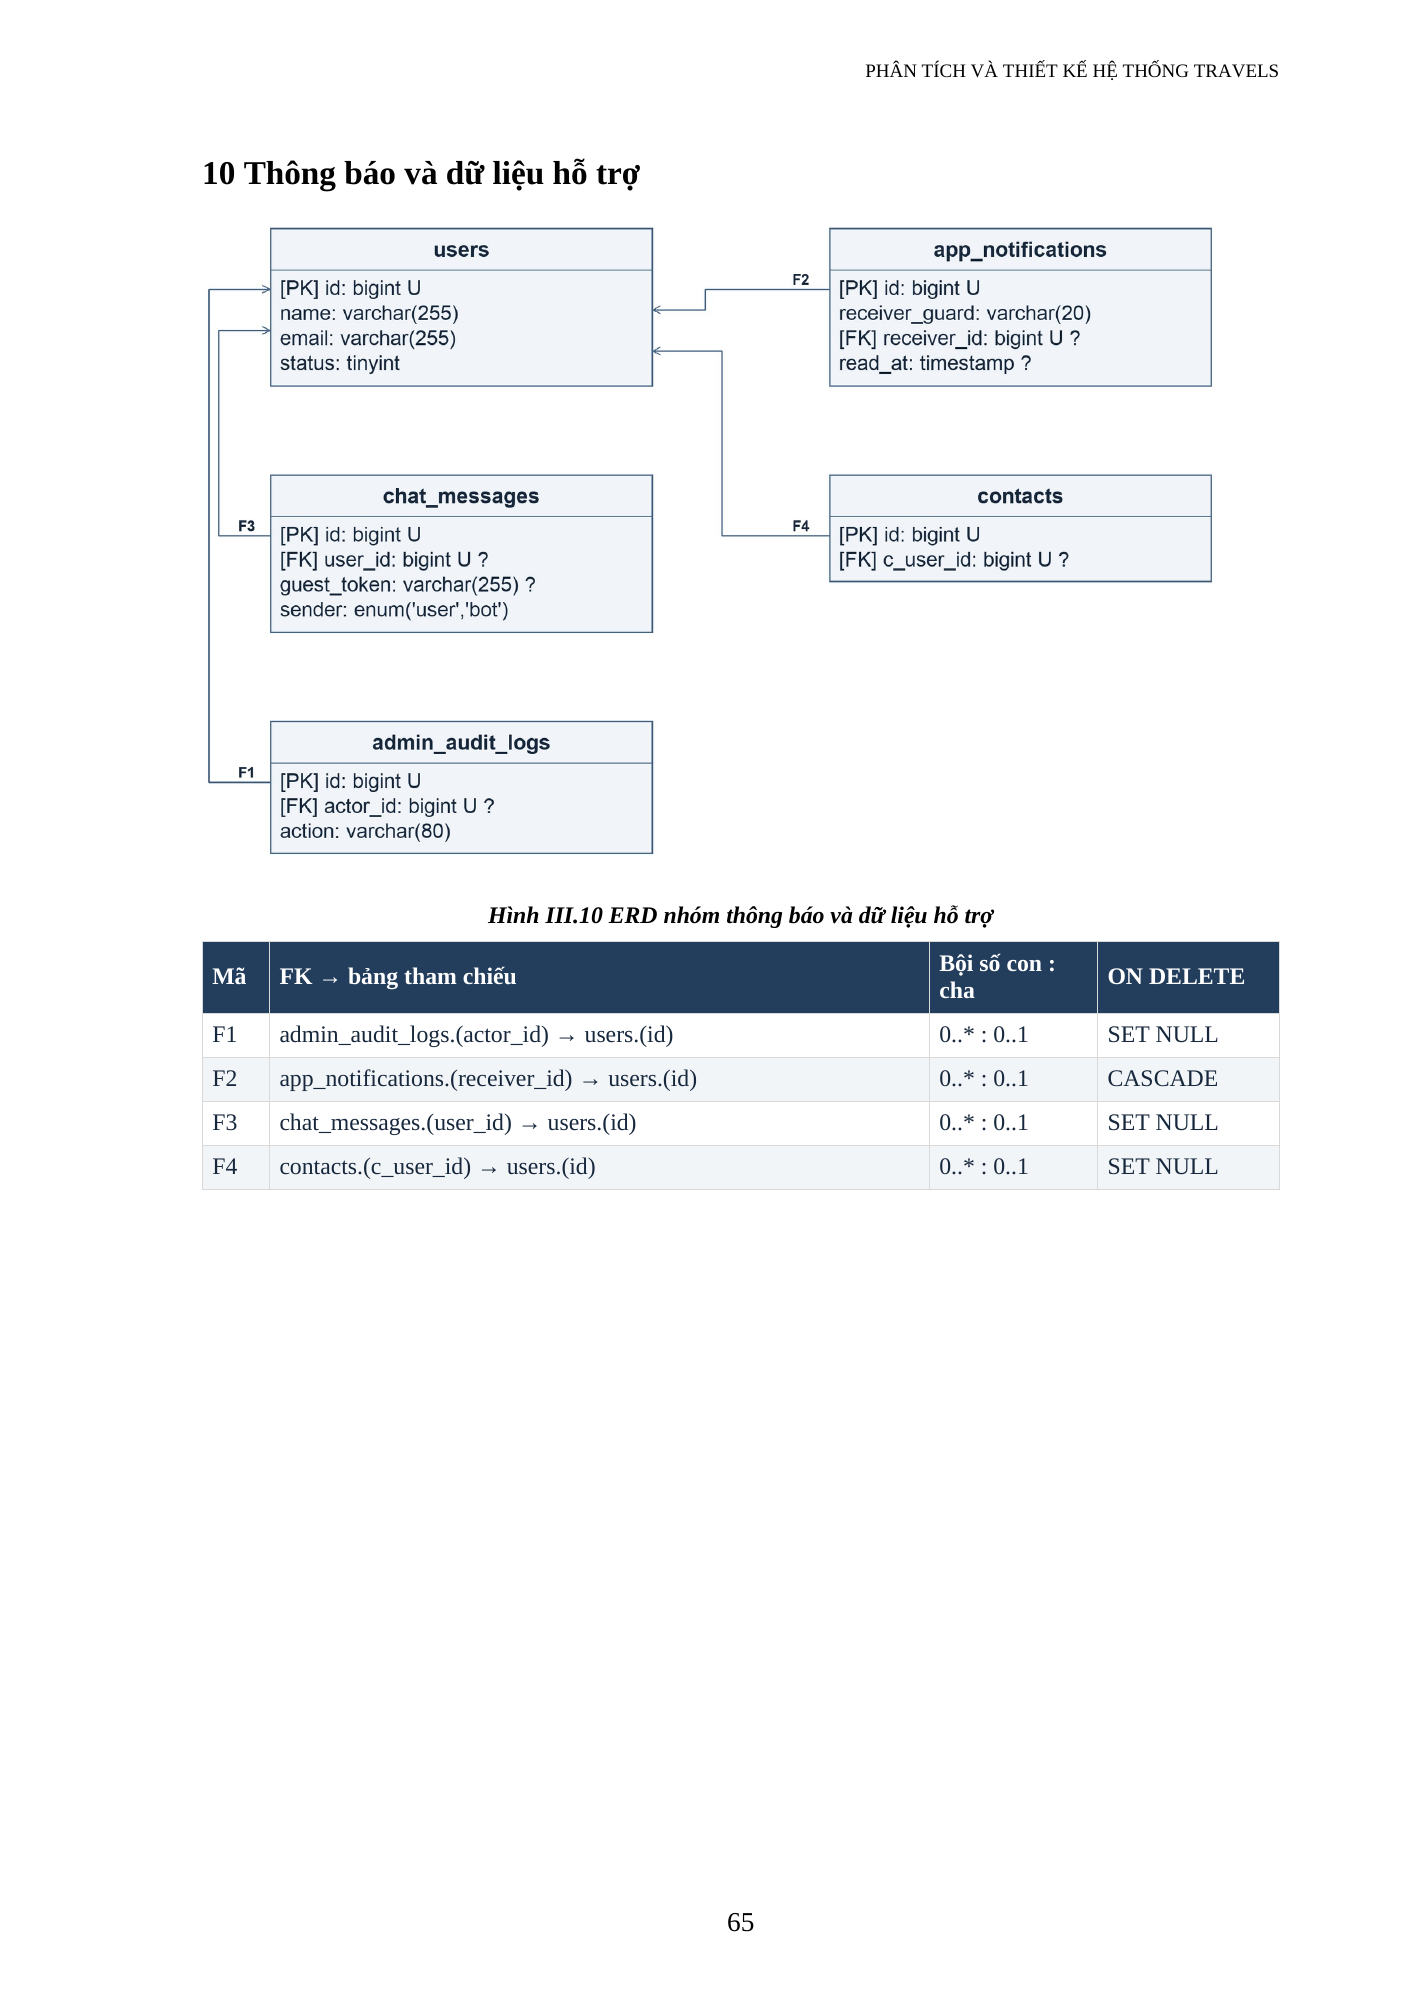 PHÂN TÍCH VÀ THIẾT KẾ HỆ THỐNG TRAVELS
10 Thông báo và dữ liệu hỗ trợ
users
[PK] id: bigint U
name: varchar(255)
email: varchar(255)
status: tinyint
F2
app_notifications
[PK] id: bigint U
receiver_guard: varchar(20)
[FK] receiver_id: bigint U ?
read_at: timestamp ?
F3
chat_messages
[PK] id: bigint U
[FK] user_id: bigint U ?
guest_token: varchar(255) ?
sender: enum('user','bot')
F4
contacts
[PK] id: bigint U
[FK] c_user_id: bigint U ?
F1
admin_audit_logs
[PK] id: bigint U
[FK] actor_id: bigint U ?
action: varchar(80)
Hình III.10 ERD nhóm thông báo và dữ liệu hỗ trợ
Mã FK → bảng tham chiếu Bội số con : cha ON DELETE
F1 admin_audit_logs.(actor_id) → users.(id) 0..* : 0..1 SET NULL
F2 app_notifications.(receiver_id) → users.(id) 0..* : 0..1 CASCADE
F3 chat_messages.(user_id) → users.(id) 0..* : 0..1 SET NULL
F4 contacts.(c_user_id) → users.(id) 0..* : 0..1 SET NULL
65